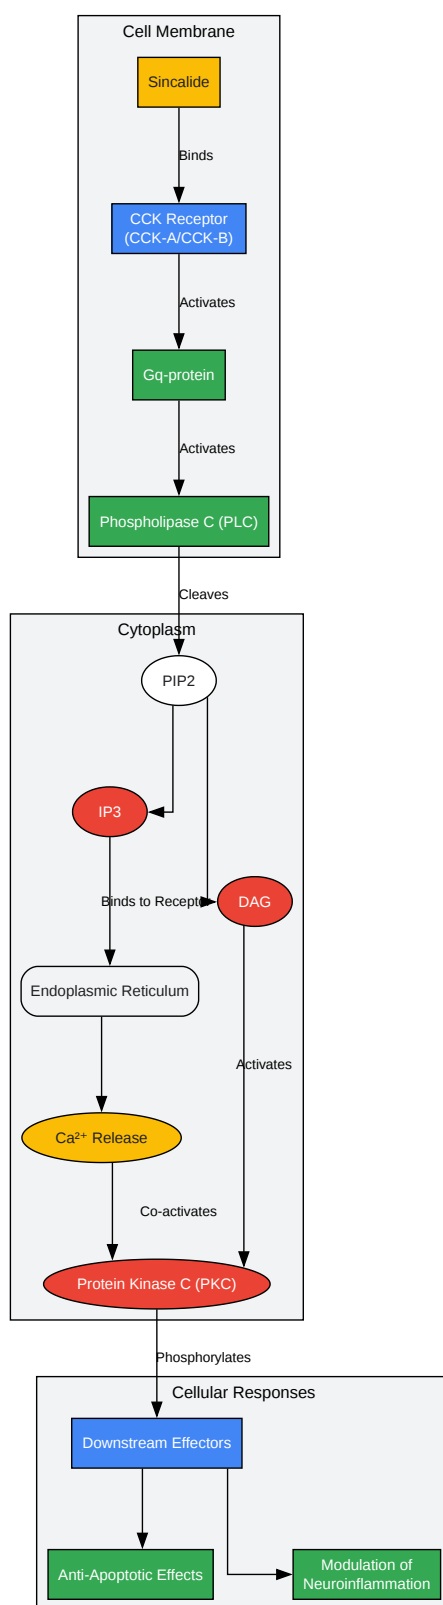 Cell Membrane
Sincalide
Binds
CCK Receptor
(CCK-A/CCK-B)
Activates
Gq-protein
Activates
Phospholipase C (PLC)
Cleaves
Cytoplasm
PIP2
IP3
Binds to Receptor
DAG
Endoplasmic Reticulum
Activates
Ca²⁺ Release
Co-activates
Protein Kinase C (PKC)
Phosphorylates
Cellular Responses
Downstream Effectors
Anti-Apoptotic Effects
Modulation of
Neuroinflammation